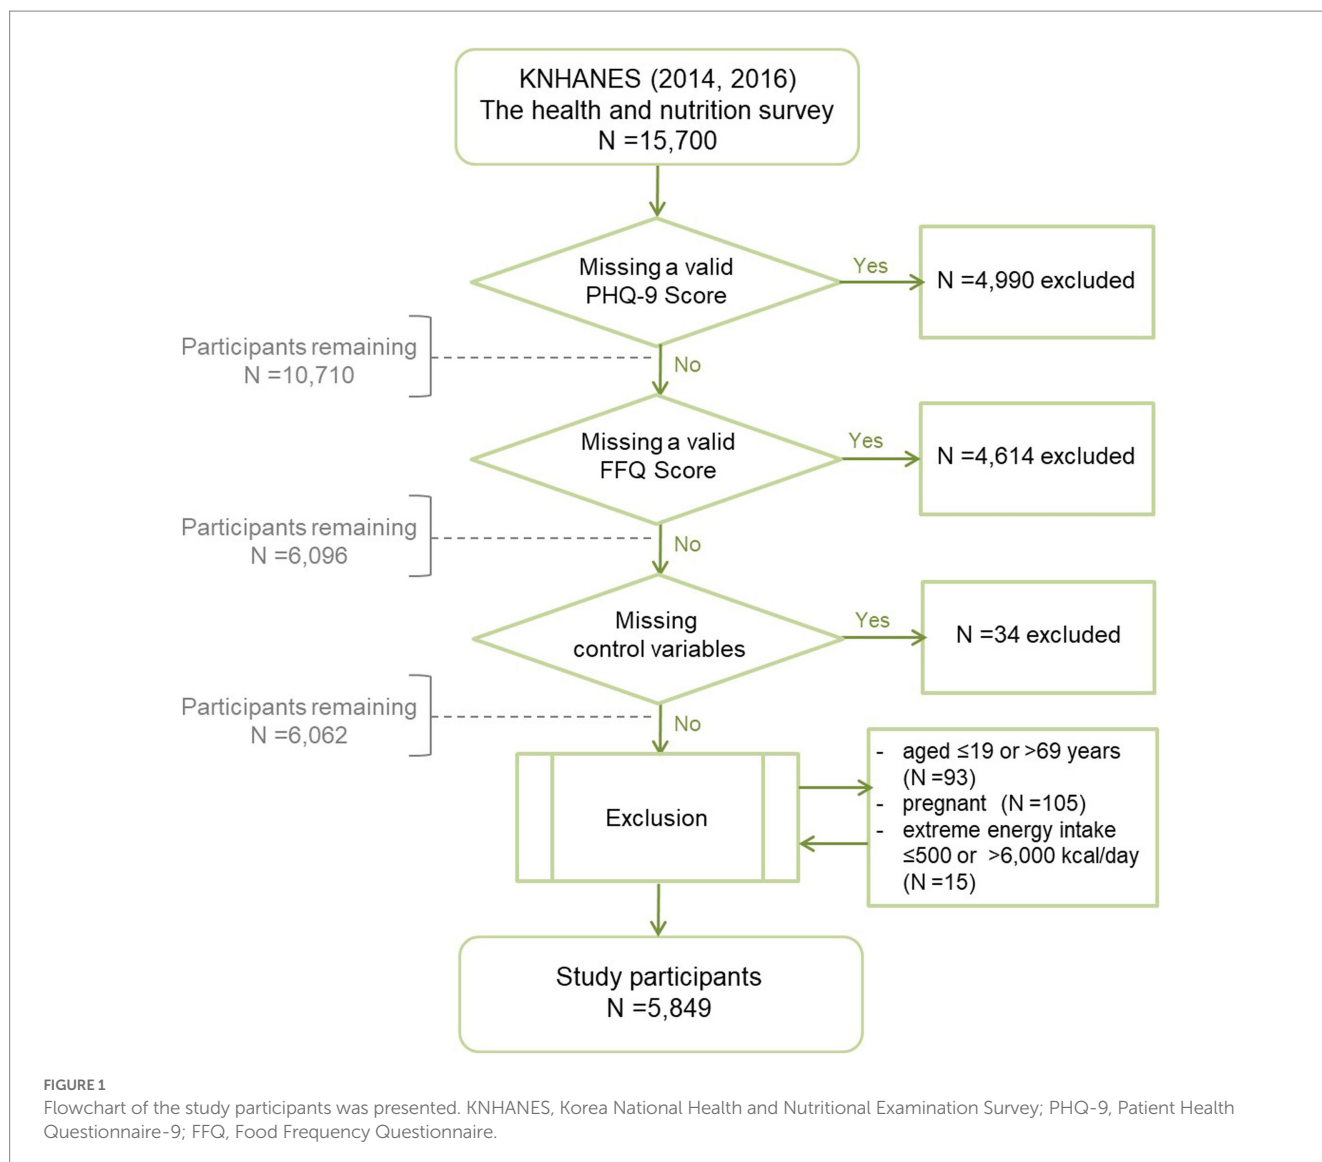 KNHANES (2014, 2016)
The health and nutrition survey
N =15,700
Missing a valid
PHQ-9 Score
Yes
N =4,990 excluded
Participants remaining
N =10,710
No
Missing a valid
FFQ Score
Yes
N =4,614 excluded
Participants remaining
N =6,096
No
Missing
control variables
Yes
N =34 excluded
Participants remaining
N =6,062
No
Exclusion
- aged ≤19 or >69 years
(N =93)
- pregnant (N =105)
- extreme energy intake
≤500 or >6,000 kcal/day
(N =15)
Study participants
N =5,849
FIGURE 1
Flowchart of the study participants was presented. KNHANES, Korea National Health and Nutritional Examination Survey; PHQ-9, Patient Health
Questionnaire-9; FFQ, Food Frequency Questionnaire.